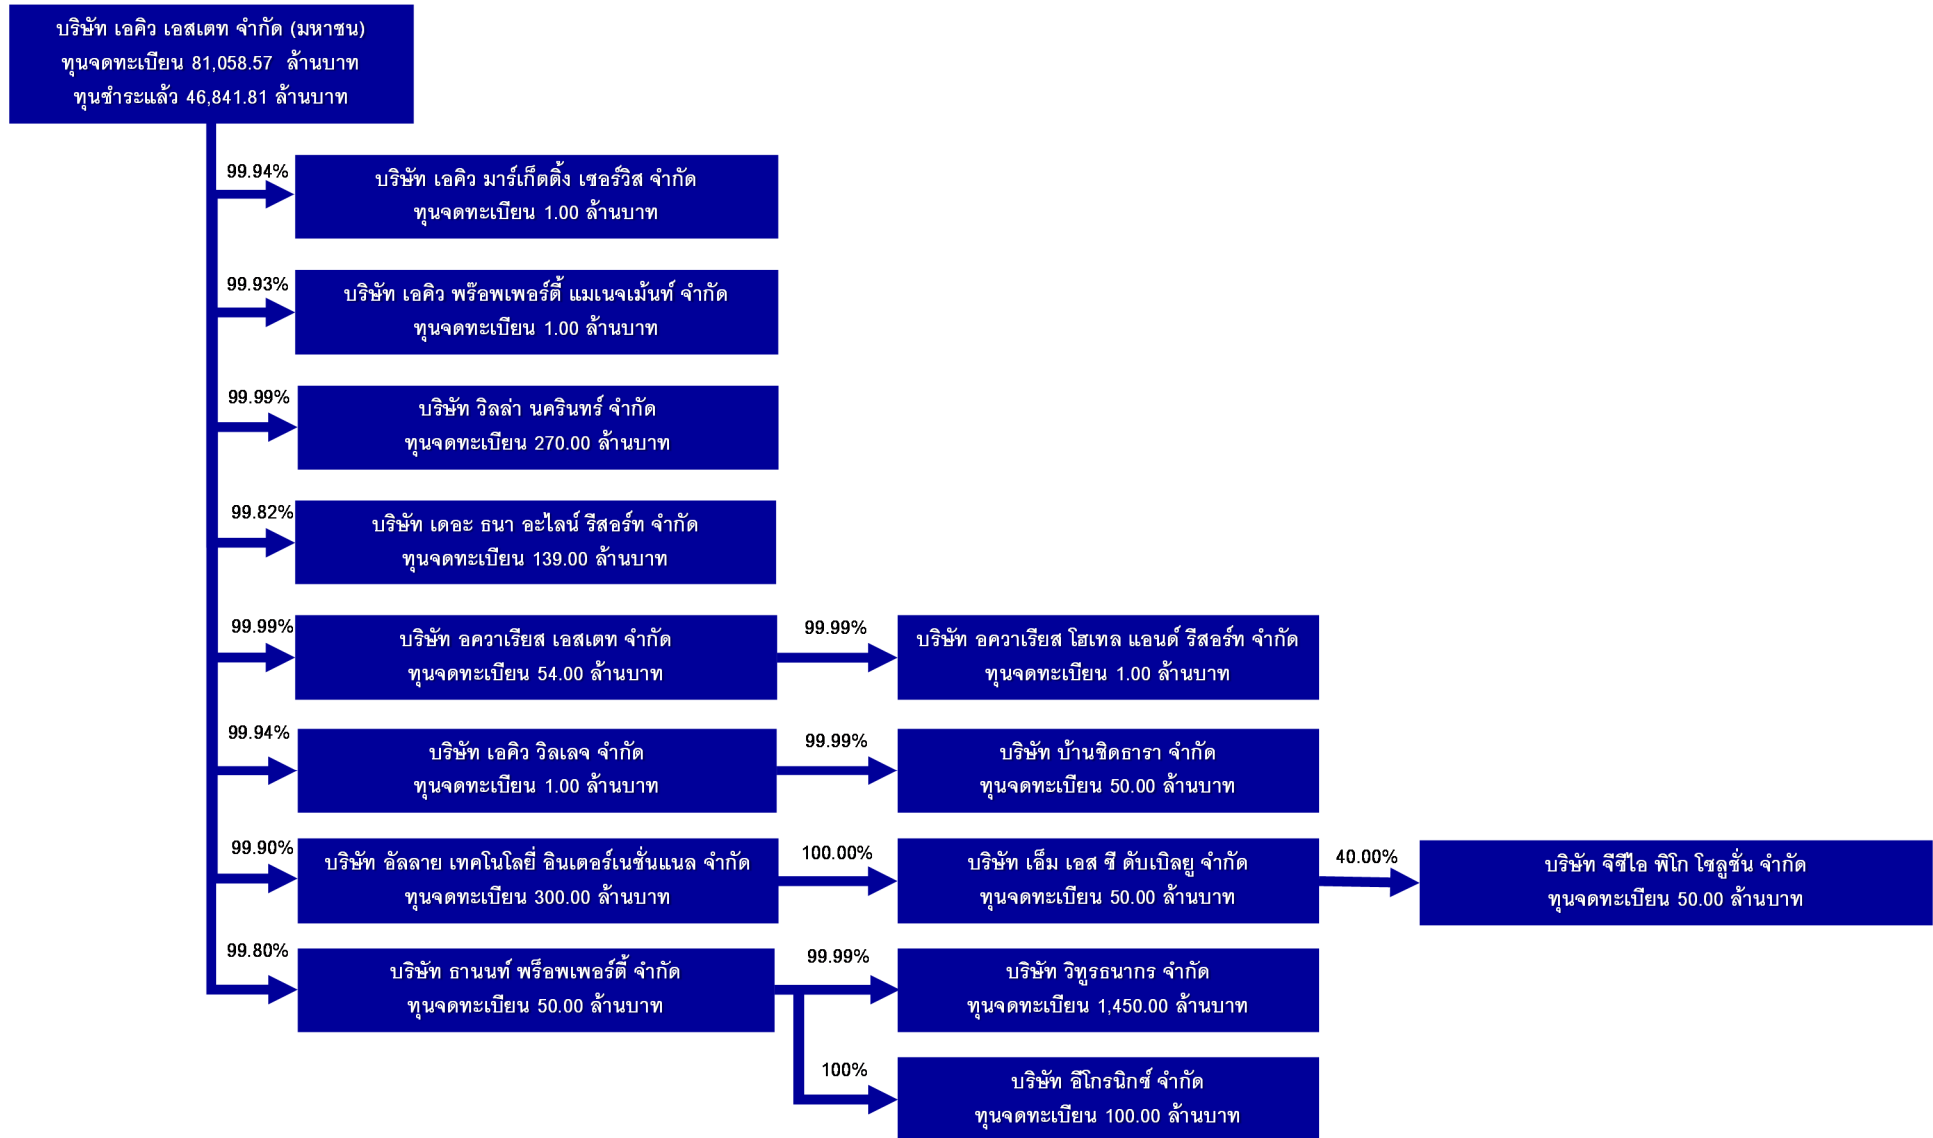 บริษัท เอคิว เอสเตท จำกัด (มหาชน)
ทุนจดทะเบียน 81,058.57 ล้านบาท
ทุนชำระแล้ว 46,841.81 ล้านบาท
99.94%
บริษัท เอคิว มาร์เก็ตติ้ง เซอร์วิส จำกัด
ทุนจดทะเบียน 1.00 ล้านบาท
99.93%
บริษัท เอคิว พร๊อพเพอร์ตี้ แมเนจเม้นท์ จำกัด
ทุนจดทะเบียน 1.00 ล้านบาท
99.99%
บริษัท วิลล่า นครินทร์ จำกัด
ทุนจดทะเบียน 270.00 ล้านบาท
99.82%
บริษัท เดอะ ธนา อะไลน์ รีสอร์ท จำกัด
ทุนจดทะเบียน 139.00 ล้านบาท
99.99%
บริษัท อควาเรียส เอสเตท จำกัด
ทุนจดทะเบียน 54.00 ล้านบาท
99.99%
บริษัท อควาเรียส โฮเทล แอนด์ รีสอร์ท จำกัด
ทุนจดทะเบียน 1.00 ล้านบาท
99.94%
บริษัท เอคิว วิลเลจ จำกัด
ทุนจดทะเบียน 1.00 ล้านบาท
99.99%
บริษัท บ้านชิดธารา จำกัด
ทุนจดทะเบียน 50.00 ล้านบาท
99.90%
บริษัท อัลลาย เทคโนโลยี่ อินเตอร์เนชั่นแนล จำกัด
ทุนจดทะเบียน 300.00 ล้านบาท
100.00%
บริษัท เอ็ม เอส ซี ดับเบิลยู จำกัด
ทุนจดทะเบียน 50.00 ล้านบาท
40.00%
บริษัท จีซีไอ พิโก โซลูชั่น จำกัด
ทุนจดทะเบียน 50.00 ล้านบาท
99.80%
บริษัท ธานนท์ พร็อพเพอร์ตี้ จำกัด
ทุนจดทะเบียน 50.00 ล้านบาท
99.99%
บริษัท วิทูรธนากร จำกัด
ทุนจดทะเบียน 1,450.00 ล้านบาท
100%
บริษัท อีโกรนิกซ์ จำกัด
ทุนจดทะเบียน 100.00 ล้านบาท